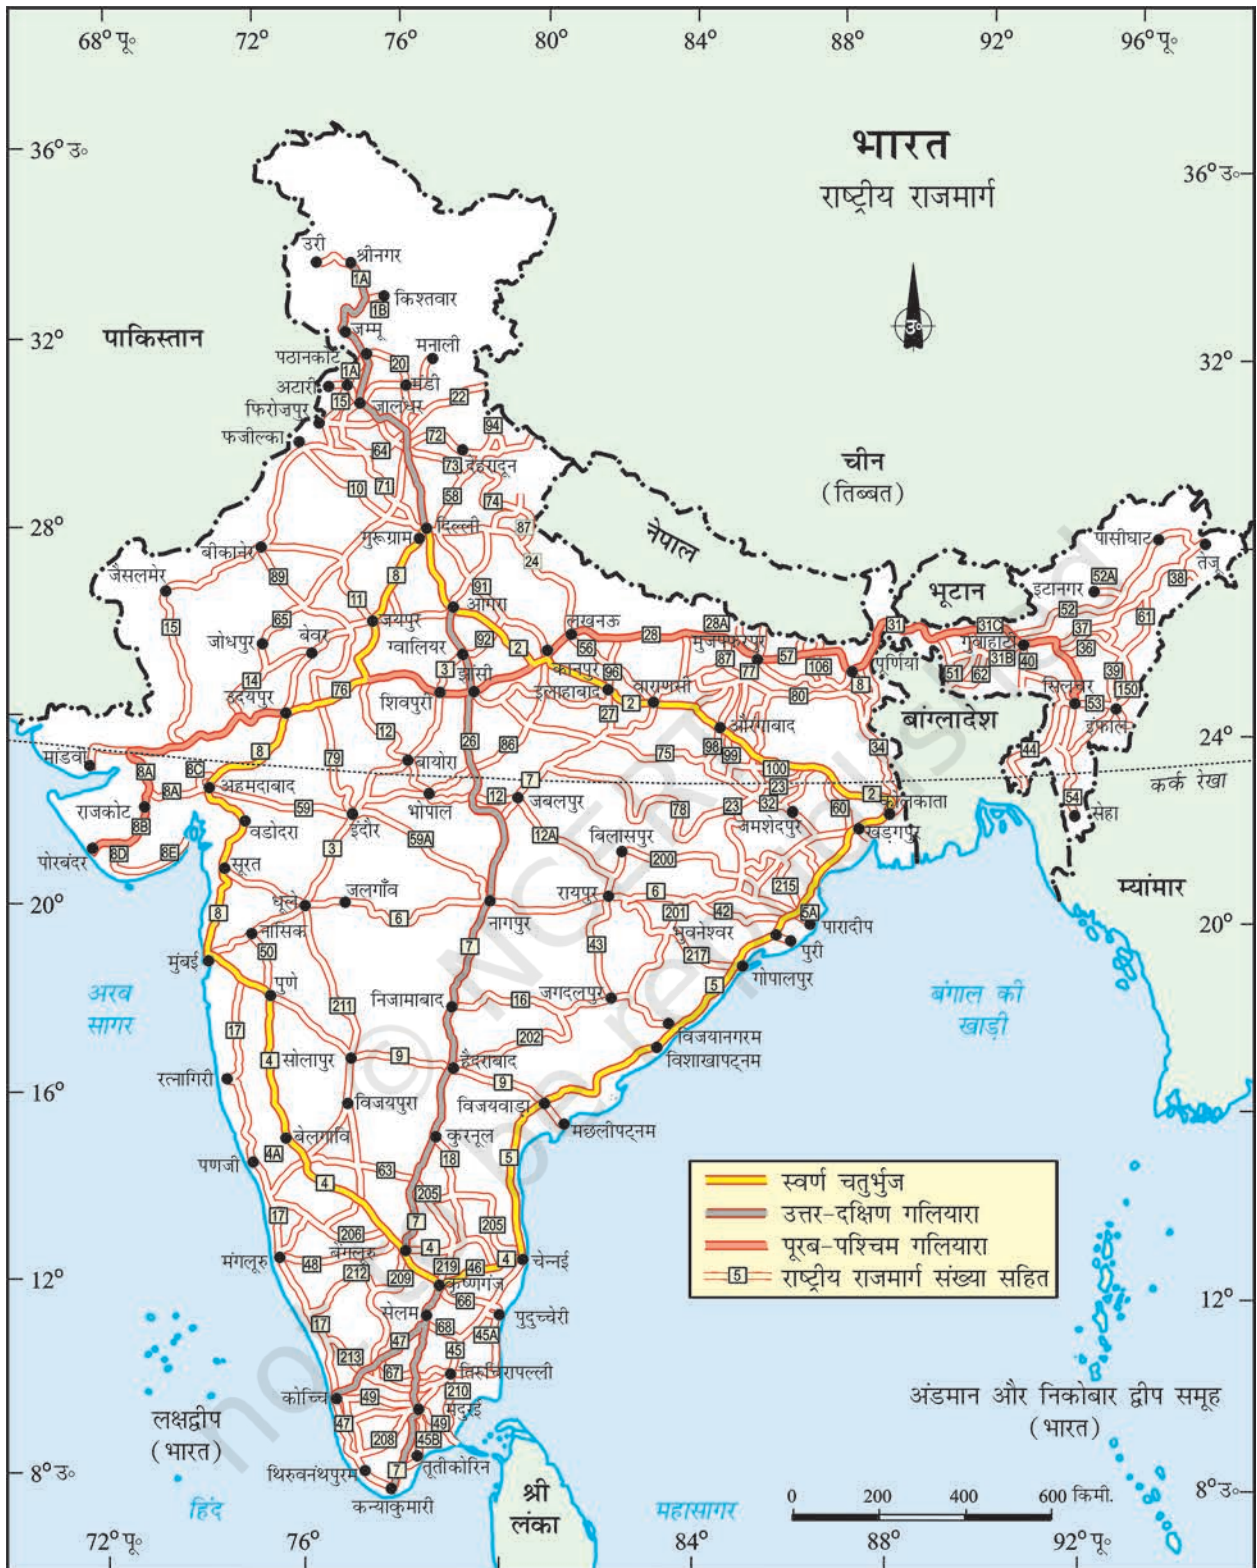 68° पू॰ 72° 76° 80° 84° 88° 92° 96° पू॰
36° उ॰
36° उ॰
भारत
राष्ट्रीय राजमार्ग
उ॰
उरी
श्रीनगर
1A
किश्तवार
1B
जम्मू
पाकिस्तान
32°
32°
पठानकोट
मनाली
20
1A
अटारी
मंडी
22
15
जालंधर
फिरोज़पुर
94
फजील्का
72
64
73
देहरादून
चीन
(तिब्बत)
10
71
58
74
28°
28°
दिल्ली
87
गुरूग्राम
नेपाल
पासीघाट
तेजू
बीकानेर
24
जैसलमेर
89
8
91
भूटान
इटानगर
52A
38
11
आगरा
52
61
15
65
जयपुर
लखनऊ
28A
31
31C
37
जोधपुर
बेवर
ग्वालियर
92
2
56
28
मुज़फ्फ़रपुर
57
गुवाहाटी
36
14
3
झाँसी
कानपुर
96
87
77
106
पूर्णिया
31B
40
39
51
62
150
उदयपुर
76
शिवपुरी
इलाहाबाद
वाराणसी
80
8
सिलचर
53
इंफाल
27
2
12
26
86
औरंगाबाद
बांग्लादेश
मांडवी
8
79
बायोरा
75
98
99
34
44
कर्क रेखा
8A
6C
100
8A
अहमदाबाद
7
23
2
कोलकाता
54
राजकोट
59
भोपाल
12
जबलपुर
78
23
32
60
सेहा
8B
वडोदरा
इंदौर
जमशेदपुर
खड़गपुर
पोरबंदर
8D
8E
3
59A
12A
बिलासपुर
200
सूरत
म्यांमार
20°
20°
धूले
जलगाँव
रायपुर
6
215
8
6
नागपुर
201
42
5A
पारादीप
नासिक
भुवनेश्वर
मुंबई
50
7
43
217
पुरी
गोपालपुर
अरब
सागर
पुणे
निजामाबाद
16
जगदलपुर
5
बंगाल की
खाड़ी
211
17
202
विजयानगरम
4
सोलापुर
9
हैदराबाद
विशाखापट्नम
रत्नागिरी
9
16°
16°
विजयपुरा
विजयवाड़ा
मछलीपट्नम
बेलगावि
कुरनूल
4A
18
5
पणजी
63
4
205
स्वर्ण चतुर्भुज
उत्तर-दक्षिण गलियारा
पूरब-पश्चिम गलियारा
5 राष्ट्रीय राजमार्ग संख्या सहित
17
7
205
206
बेंगलुरु
4
मंगलूरु
48
219
46
4
चेन्नई
12°
12°
212
209
कृष्णगंज
66
सेलम
पुदुच्चेरी
17
68
45A
47
213
45
67
तिरुचिरापल्ली
कोच्चि
49
210
मदुरई
47
49
लक्षद्वीप
(भारत)
208
45B
अंडमान और निकोबार द्वीप समूह
(भारत)
8° उ॰
थिरुवनंथपुरम
7
तूतीकोरिन
8° उ॰
कन्याकुमारी
हिंद
श्री
लंका
महासागर
0 200 400 600 किमी.
72° पू॰ 76° 84° 88° 92° पू॰
© NCERT
not to be republished